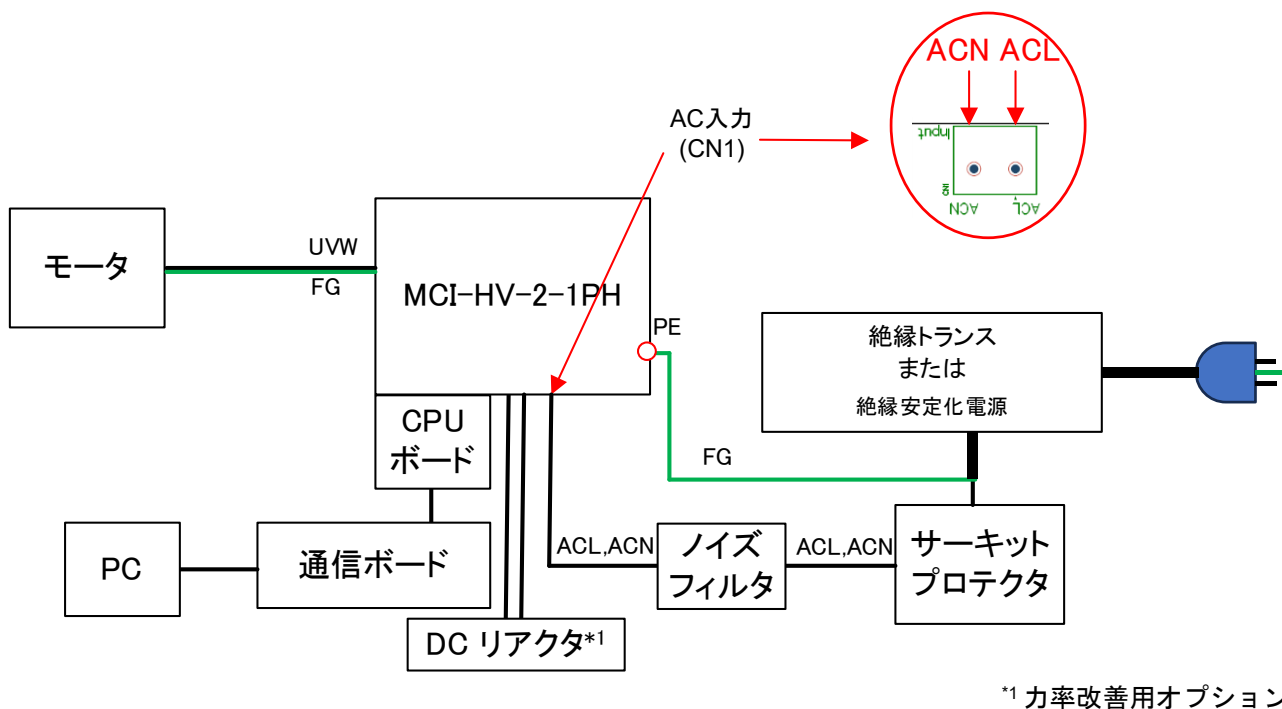 ACN ACL
AC入力
(CN1)
Input
CN1
ACN
ACL
モータ
UVW
FG
MCI-HV-2-1PH
PE
絶縁トランス
または
絶縁安定化電源
CPU
ボード
FG
PC
通信ボード
ACL,ACN
ノイズ
フィルタ
ACL,ACN
サーキット
プロテクタ
DC リアクタ*1
*1 力率改善用オプション